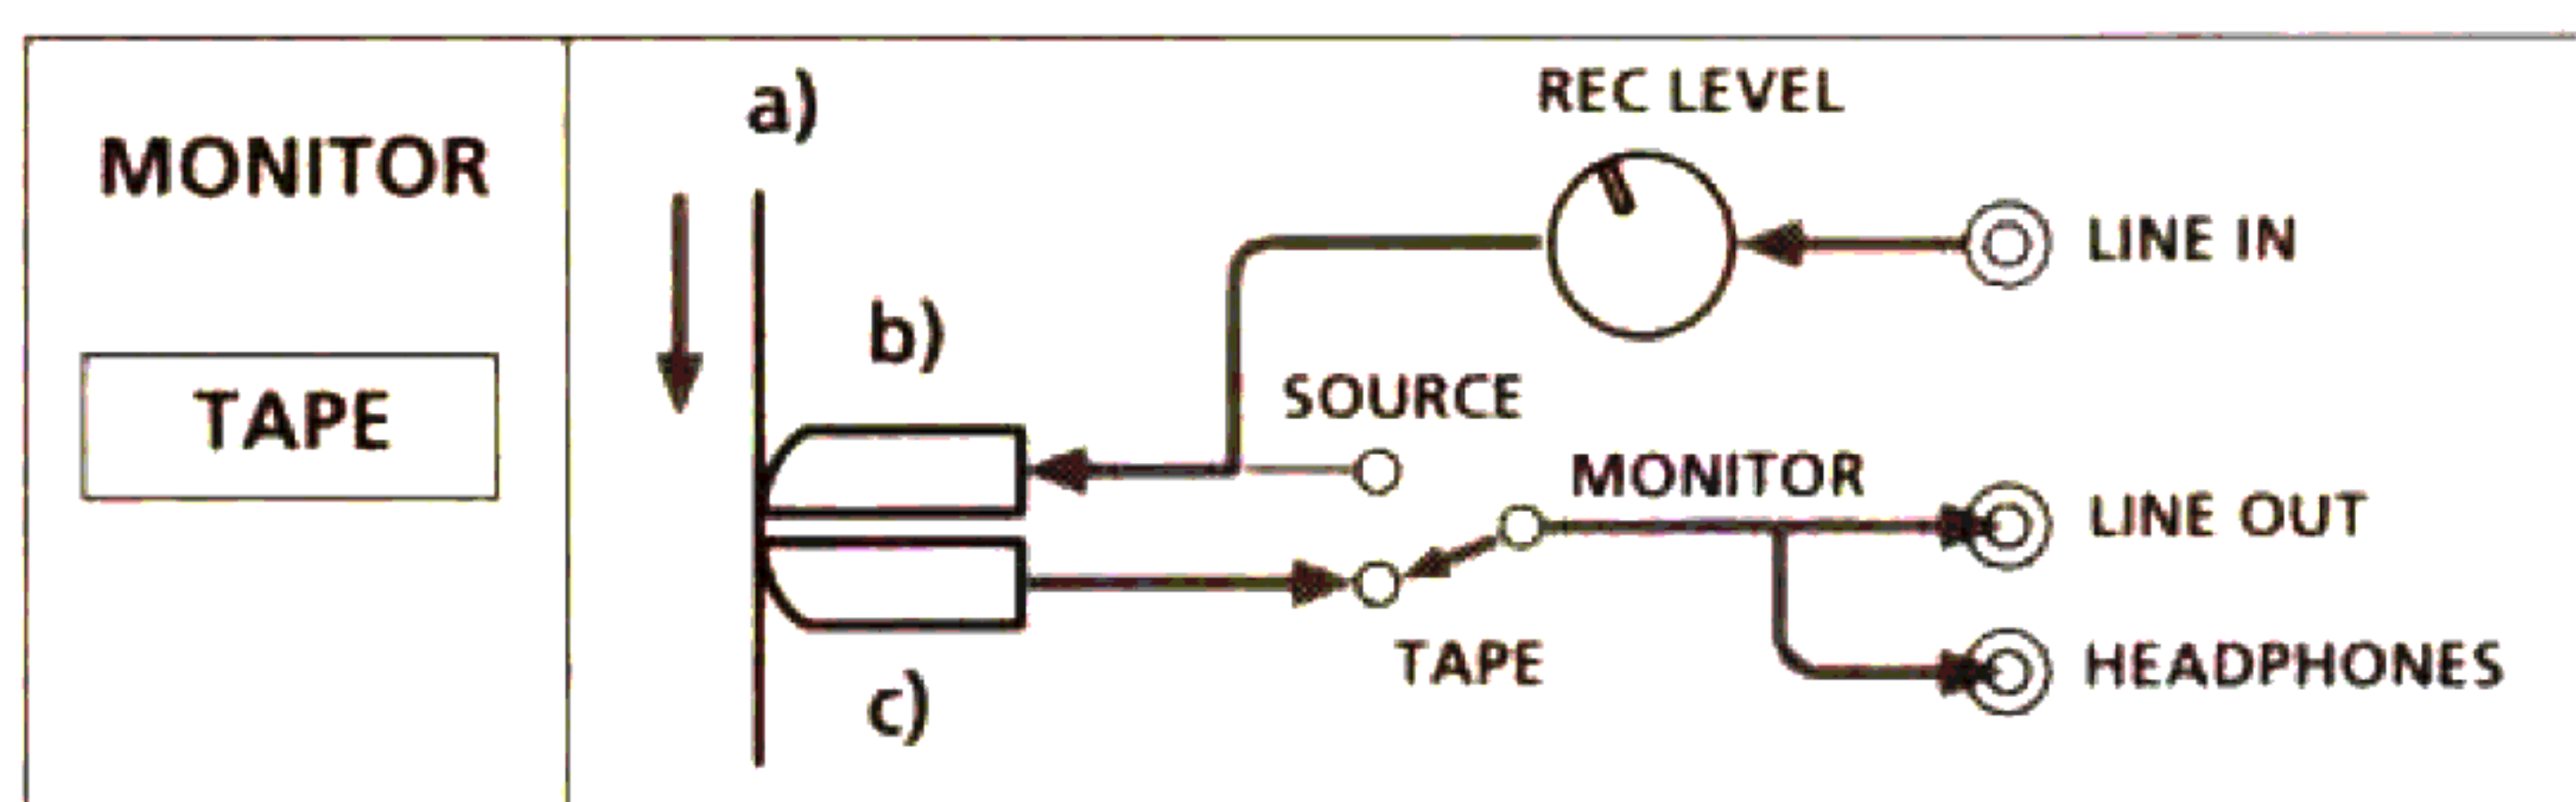 MONITOR
TAPE
a)
REC LEVEL
LINE IN
b)
SOURCE
MONITOR
LINE OUT
TAPE
HEADPHONES
c)